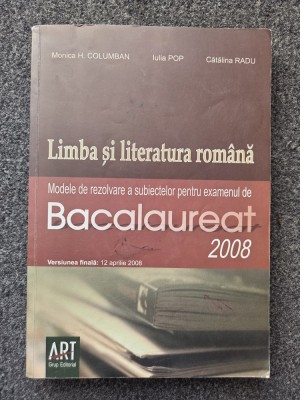 Monica H. COLUMBAN Iulia POP Cătălina RADU
Limba și literatura română
Modele de rezolvare a subiectelor pentru examenul de
Bacalaureat
2008
Versiunea finală: 12 aprilie 2008
ART
Grup Editorial